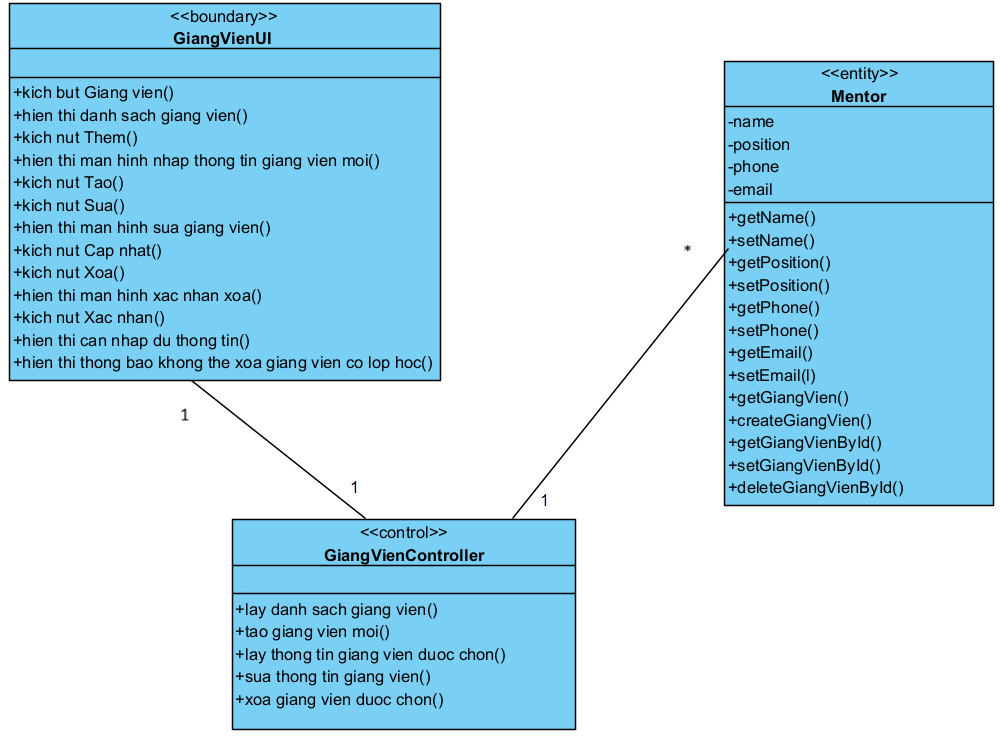 <<boundary>>
GiangVienUI
+kich but Giang vien()
+hien thi danh sach giang vien()
+kich nut Them()
+hien thi man hinh nhap thong tin giang vien moi()
+kich nut Tao()
+kich nut Sua()
+hien thi man hinh sua giang vien()
+kich nut Cap nhat()
+kich nut Xoa()
+hien thi man hinh xac nhan xoa()
+kich nut Xac nhan()
+hien thi can nhap du thong tin()
+hien thi thong bao khong the xoa giang vien co lop hoc()
<<entity>>
Mentor
-name
-position
-phone
-email
+getName()
+setName()
+getPosition()
+setPosition()
+getPhone()
+setPhone()
+getEmail()
+setEmail(l)
+getGiangVien()
+createGiangVien()
+getGiangVienById()
+setGiangVienById()
+deleteGiangVienById()
*
1
1
1
<<control>>
GiangVienController
+lay danh sach giang vien()
+tao giang vien moi()
+lay thong tin giang vien duoc chon()
+sua thong tin giang vien()
+xoa giang vien duoc chon()